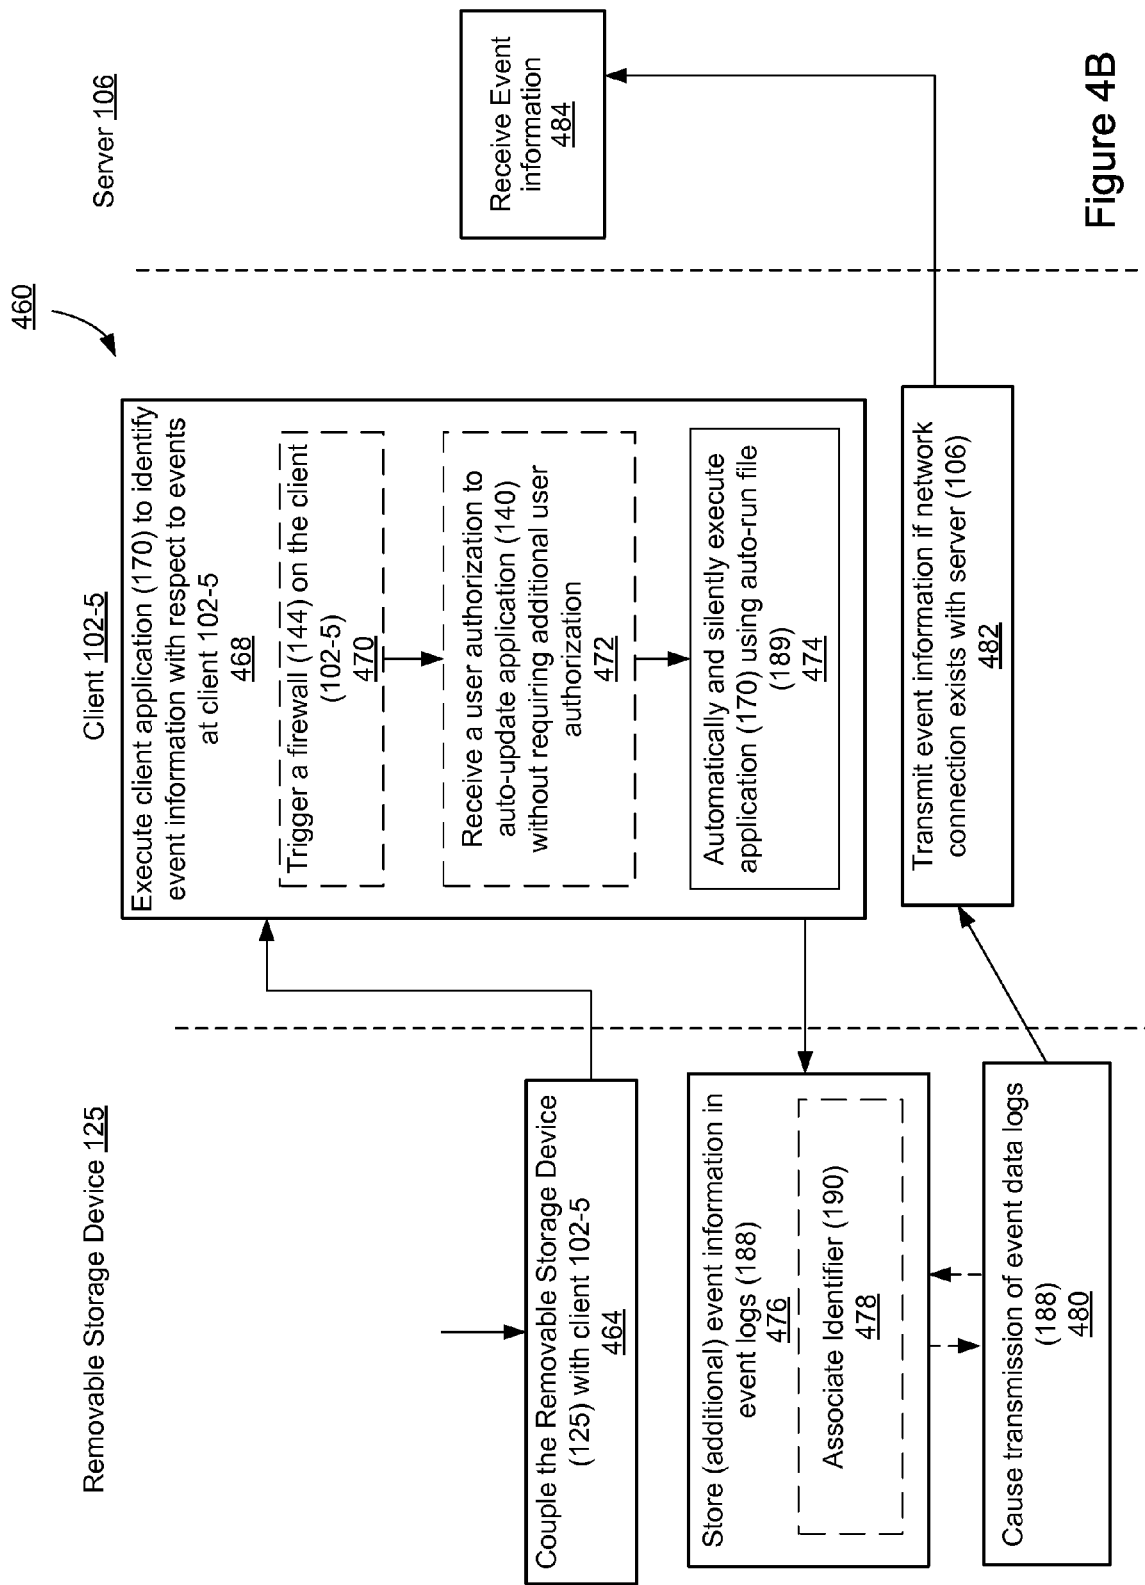 Removable Storage Device 125
Client 102-5
Server 106
460
Couple the Removable Storage Device
(125) with client 102-5
464
Execute client application (170) to identify
event information with respect to events
at client 102-5
468
Trigger a firewall (144) on the client
(102-5)
470
Receive a user authorization to
auto-update application (140)
without requiring additional user
authorization
472
Automatically and silently execute
application (170) using auto-run file
(189)
474
Store (additional) event information in
event logs (188)
476
Associate Identifier (190)
478
Cause transmission of event data logs
(188)
480
Transmit event information if network
connection exists with server (106)
482
Receive Event
information
484
Figure 4B